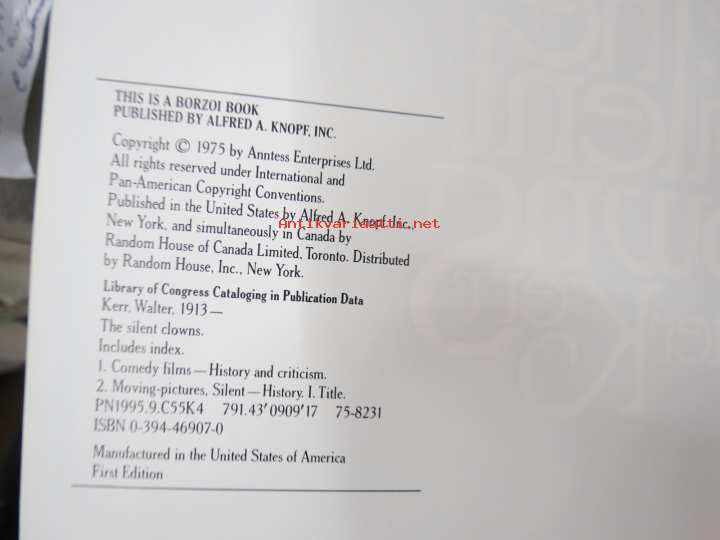 THIS IS A BORZOI BOOK
PUBLISHED BY ALFRED A. KNOPF, INC.
Copyright © 1975 by Anntess Enterprises Ltd.
All rights reserved under International and
Pan-American Copyright Conventions.
Published in the United States by Alfred A. Knopf, Inc.,
Antikvariaatti.net
New York, and simultaneously in Canada by
Random House of Canada Limited, Toronto. Distributed
by Random House, Inc., New York.
Library of Congress Cataloging in Publication Data
Kerr, Walter, 1913—
The silent clowns.
Includes index.
1. Comedy films—History and criticism.
2. Moving-pictures, Silent—History. I. Title.
PN1995.9.C55K4 791.43′0909′17 75-8231
ISBN 0-394-46907-0
Manufactured in the United States of America
First Edition